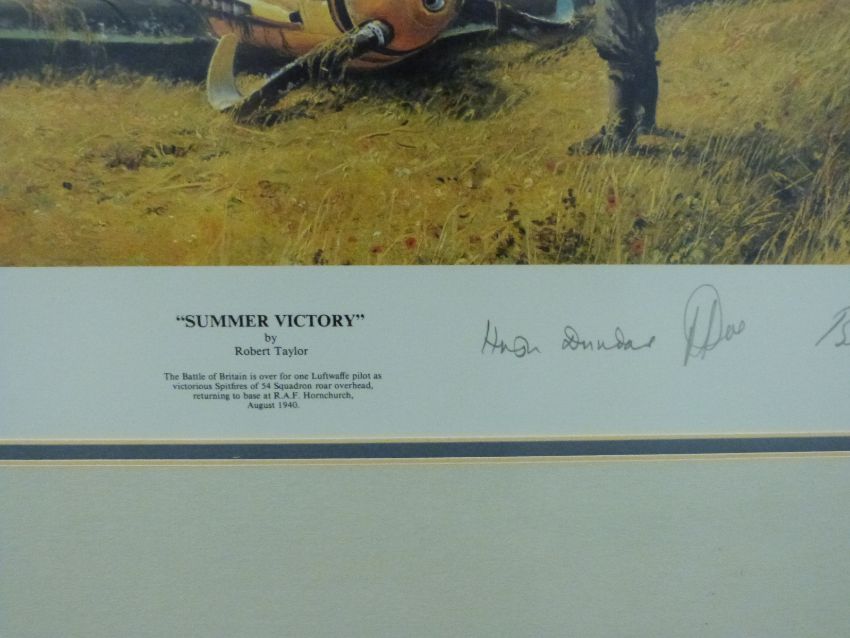 “SUMMER VICTORY”
by
Robert Taylor
The Battle of Britain is over for one Luftwaffe pilot as
victorious Spitfires of 54 Squadron roar overhead,
returning to base at R.A.F. Hornchurch,
August 1940.
Hugh Dundas